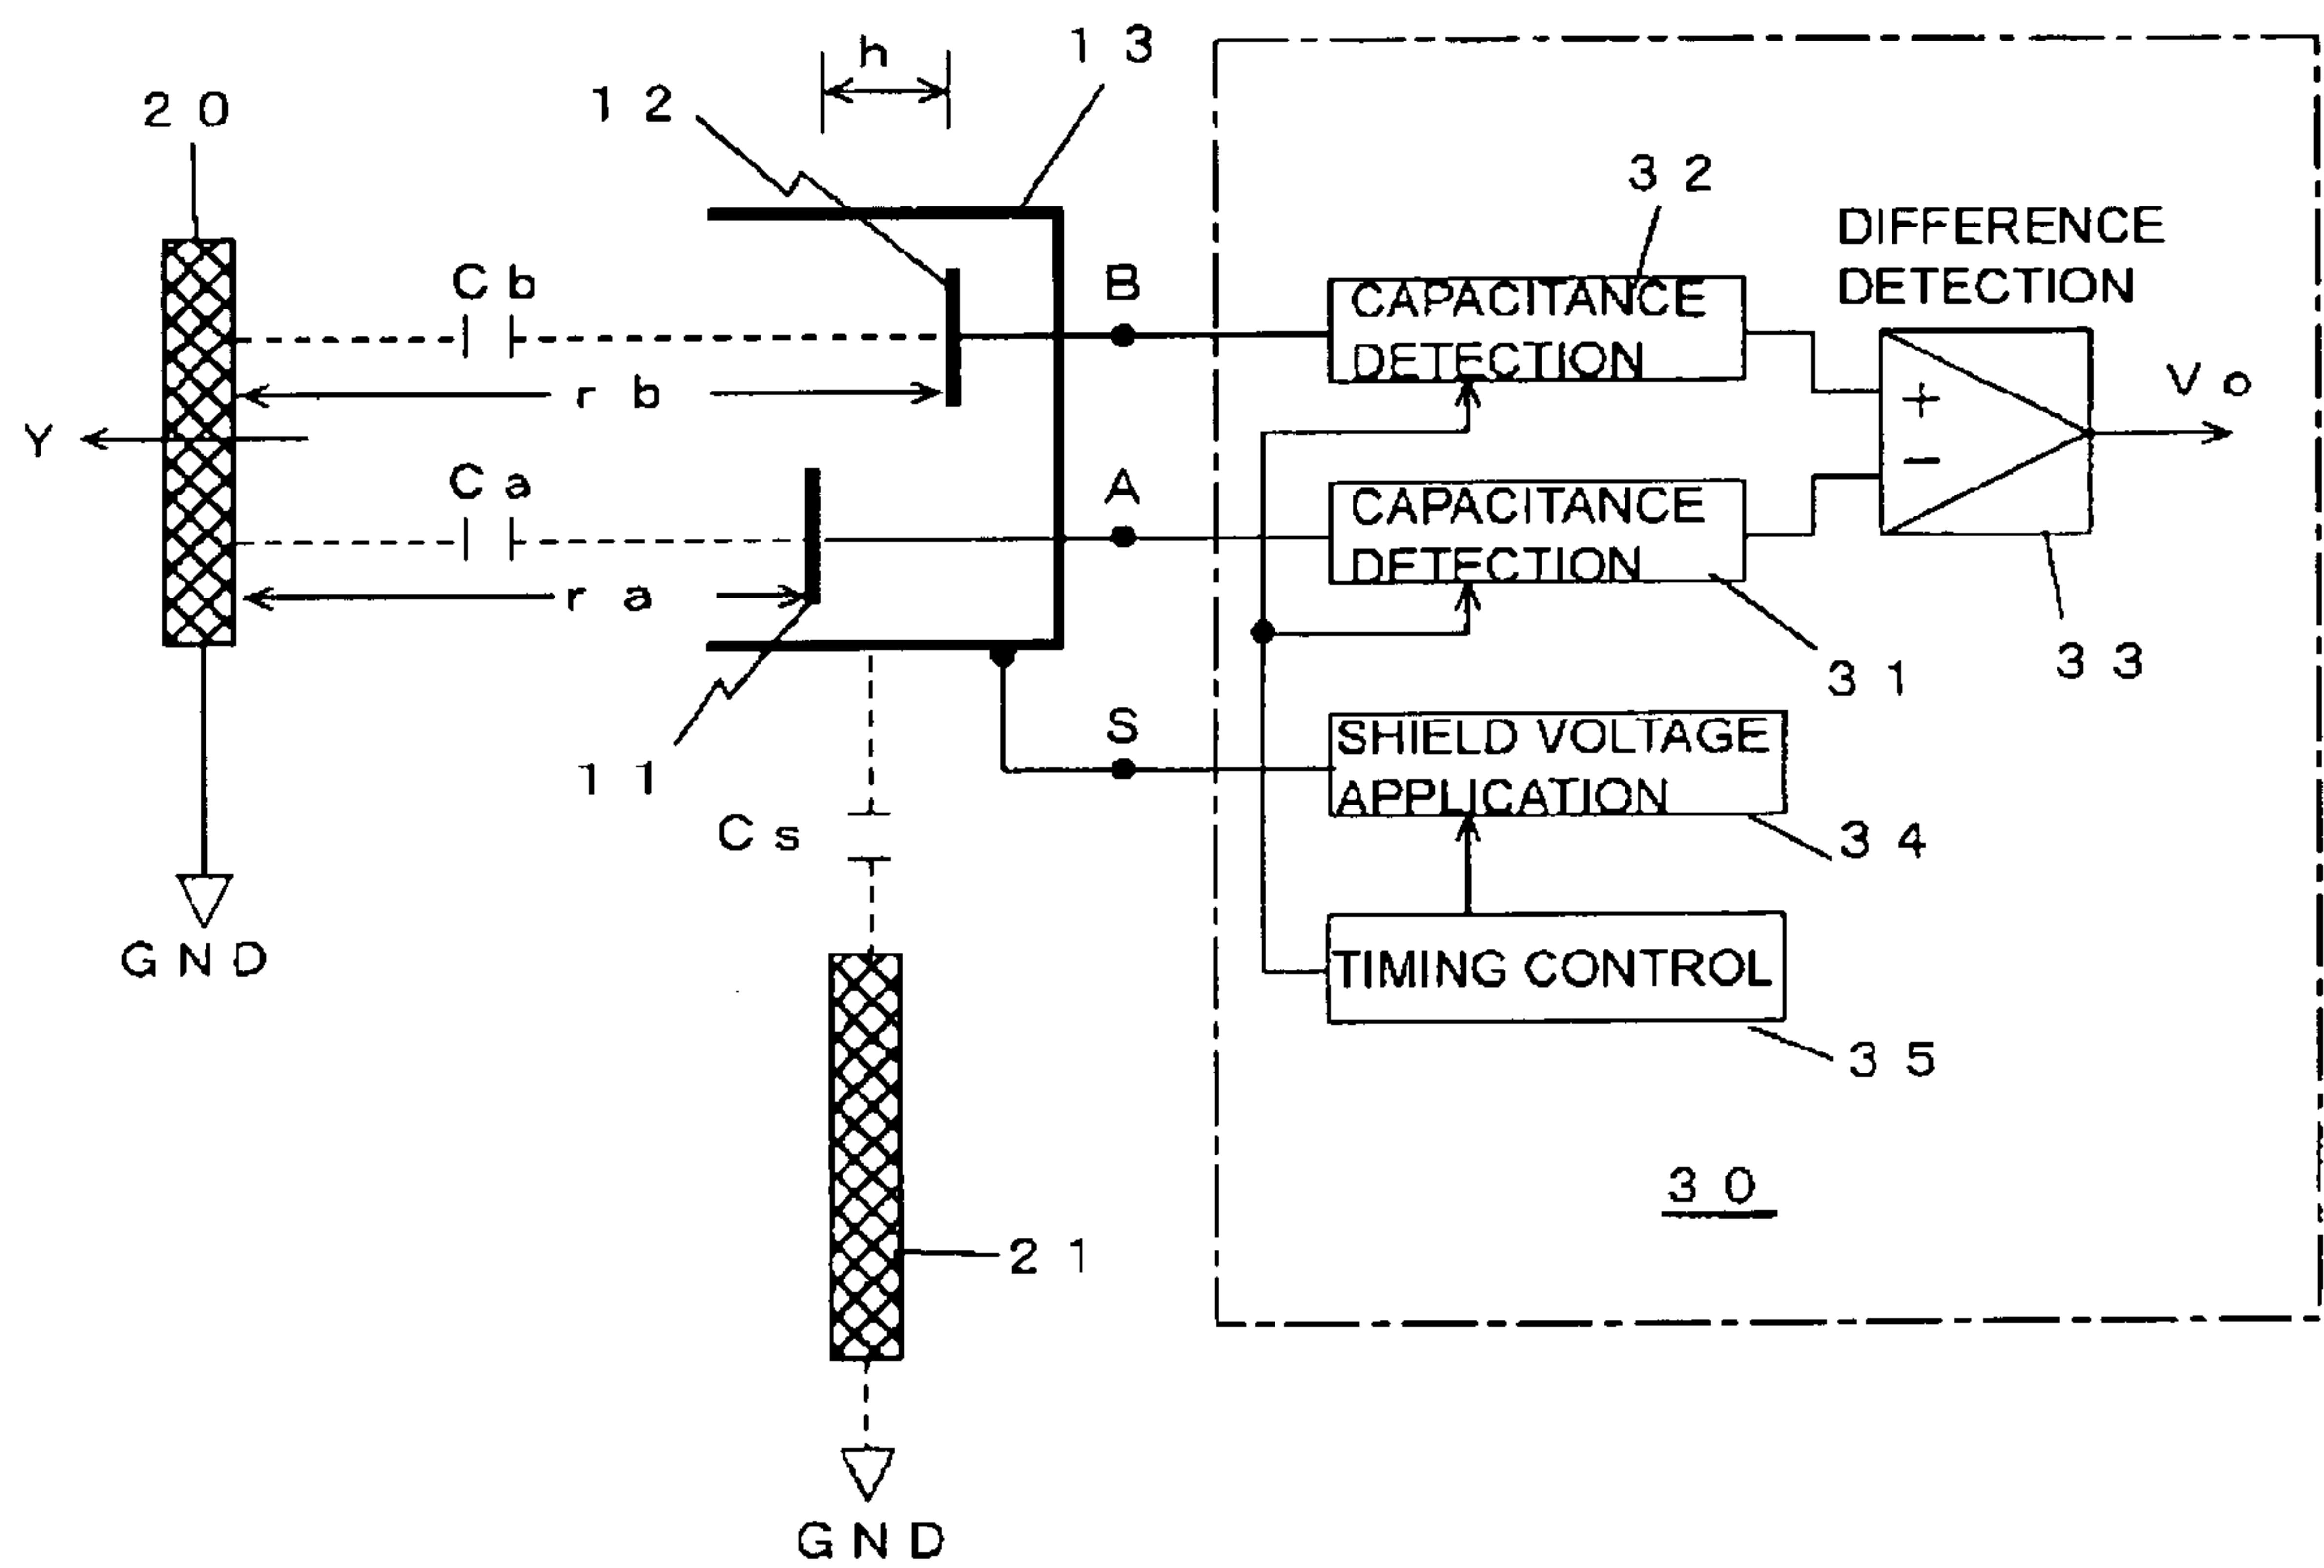 h
13
12
20
32
DIFFERENCE
DETECTION
Cb
B
CAPACITANCE
DETECTION
rb
+
−
Vo
Y
Ca
A
CAPACITANCE
DETECTION
ra
31
33
11
S
SHIELD VOLTAGE
APPLICATION
Cs
34
GND
TIMING CONTROL
35
30
21
GND